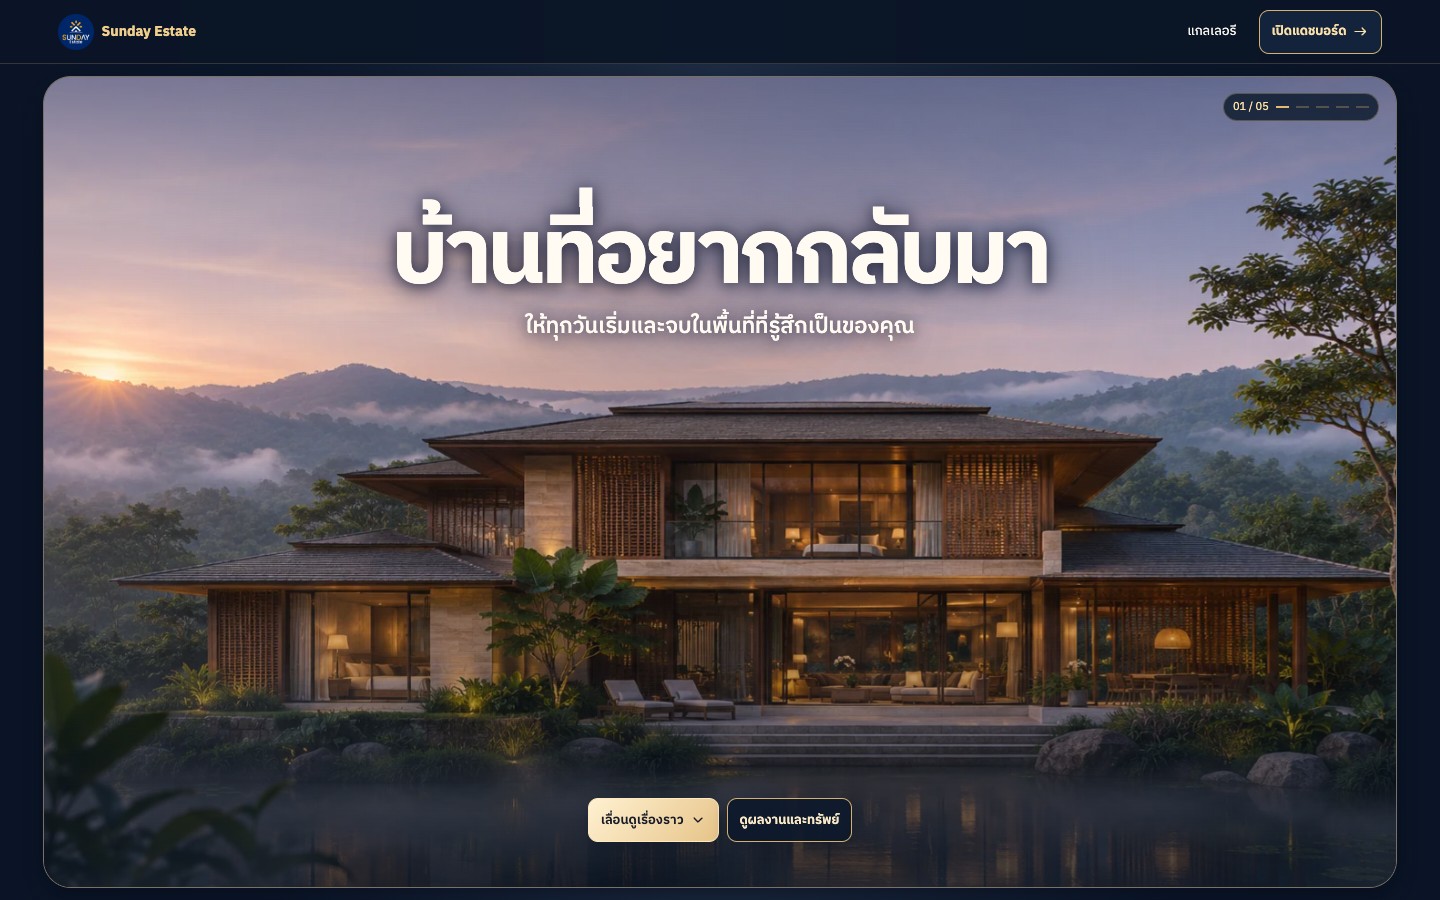 SUNDAY
Sunday Estate
แกลเลอรี
เปิดแดชบอร์ด →
01 / 05
บ้านที่อยากกลับมา
ให้ทุกวันเริ่มและจบในพื้นที่ที่รู้สึกเป็นของคุณ
เลื่อนดูเรื่องราว
ดูผลงานและทรัพย์